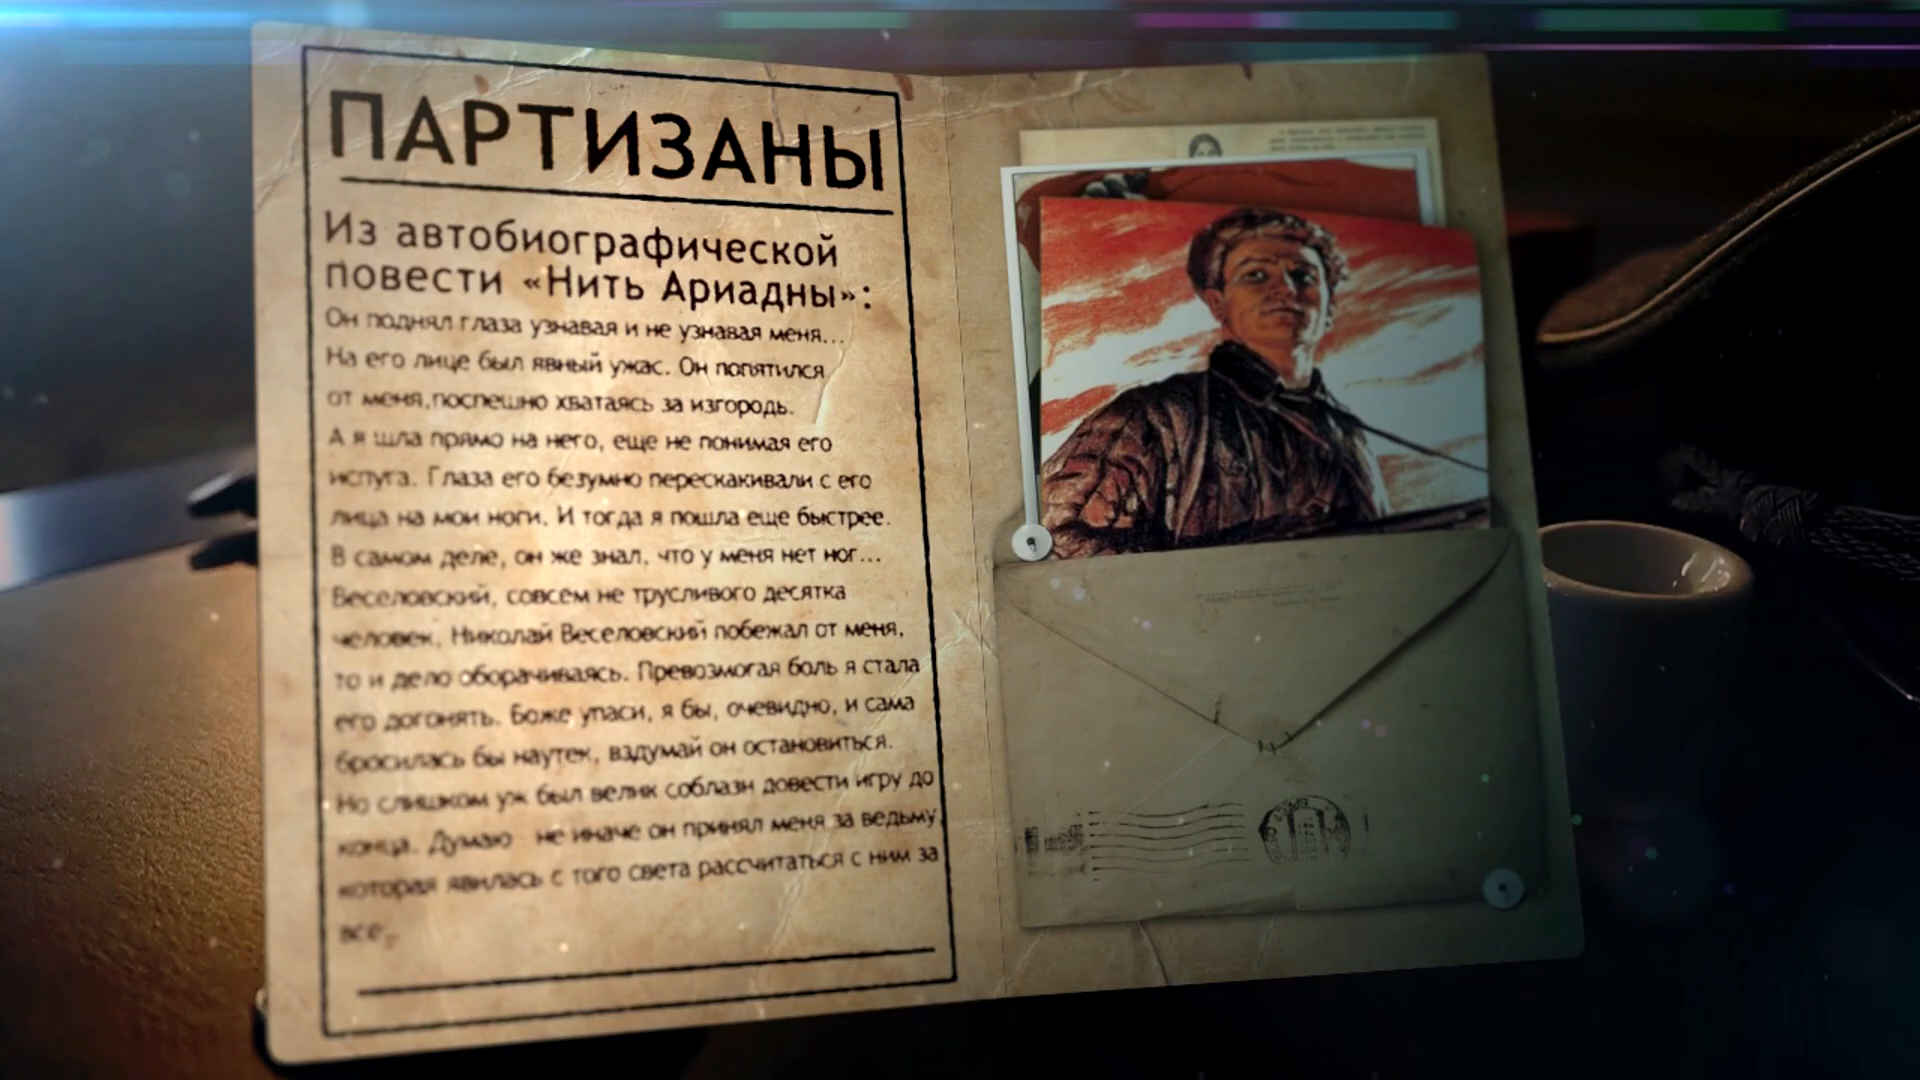 ПАРТИЗАНЫ
Из автобиографической
повести «Нить Ариадны»:
Он поднял глаза узнавая и не узнавая меня...
На его лице был явный ужас. Он попятился
от меня,поспешно хватаясь за изгородь.
А я шла прямо на него, еще не понимая его
испуга. Глаза его безумно перескакивали с его
лица на мои ноги. И тогда я пошла еще быстрее.
В самом деле, он же знал, что у меня нет ног...
Веселовский, совсем не трусливого десятка
человек, Николай Веселовский побежал от меня,
то и дело оборачиваясь. Превозмогая боль я стала
его догонять. Боже упаси, я бы, очевидно, и сама
бросилась бы наутек, вздумай он остановиться.
Но слишком уж был велик соблазн довести игру до
конца. Думаю не иначе он принял меня за ведьму,
которая явилась с того света рассчитаться с ним за
все